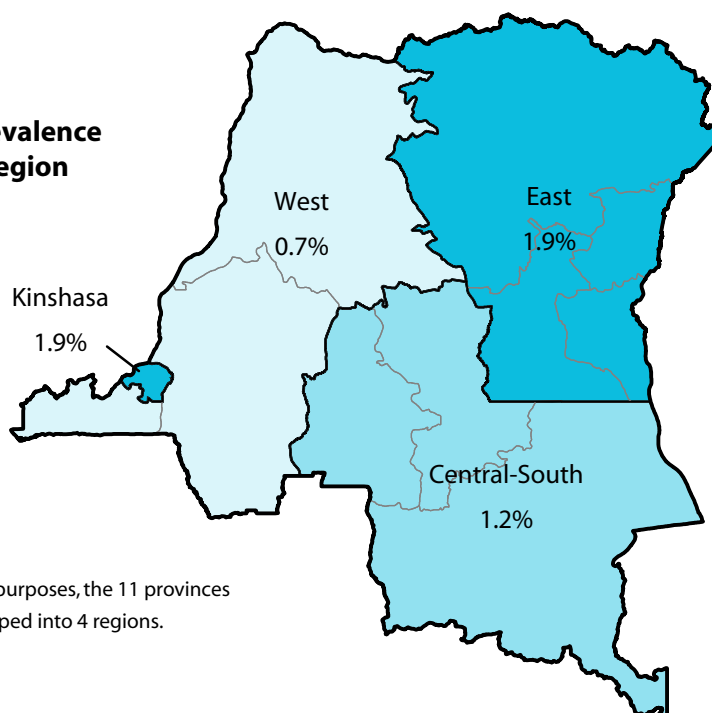 evalence
egion
West
0.7%
East
1.9%
Kinshasa
1.9%
Central-South
1.2%
purposes, the 11 provinces
ped into 4 regions.